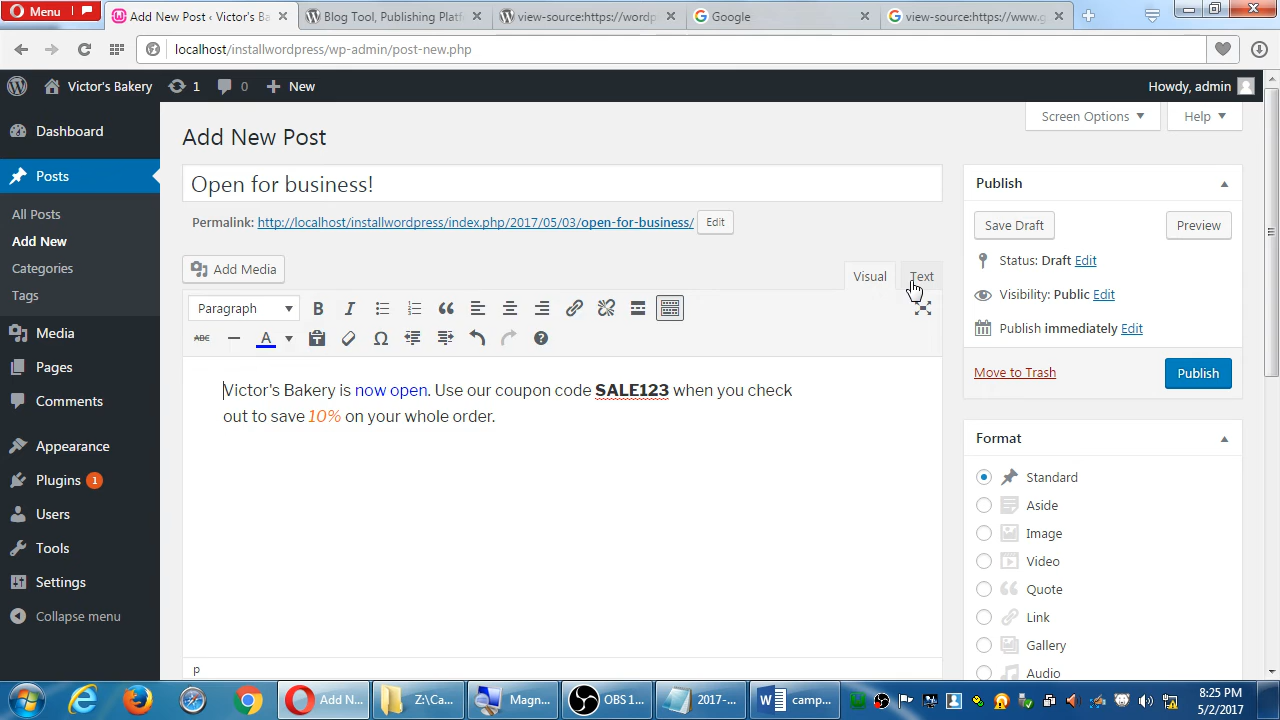 Menu
Add New Post ‹ Victor's Ba
Blog Tool, Publishing Platf
view-source:https://wordp
Google
view-source:https://www.g
localhost/installwordpress/wp-admin/post-new.php
Victor's Bakery
1
0
New
Howdy, admin
Dashboard
Posts
All Posts
Add New
Categories
Tags
Media
Pages
Comments
Appearance
Plugins 1
Users
Tools
Settings
Collapse menu
Screen Options
Help
Add New Post
Open for business!
Permalink: http://localhost/installwordpress/index.php/2017/05/03/open-for-business/ Edit
Add Media
Visual
Text
Paragraph
B
I
ABC
A
Victor's Bakery is now open. Use our coupon code SALE123 when you check
out to save 10% on your whole order.
p
Publish
Save Draft
Preview
Status: Draft Edit
Visibility: Public Edit
Publish immediately Edit
Move to Trash
Publish
Format
Standard
Aside
Image
Video
Quote
Link
Gallery
Audio
Add N...
Z:\Ca...
Magn...
OBS 1...
2017-...
camp...
8:25 PM
5/2/2017